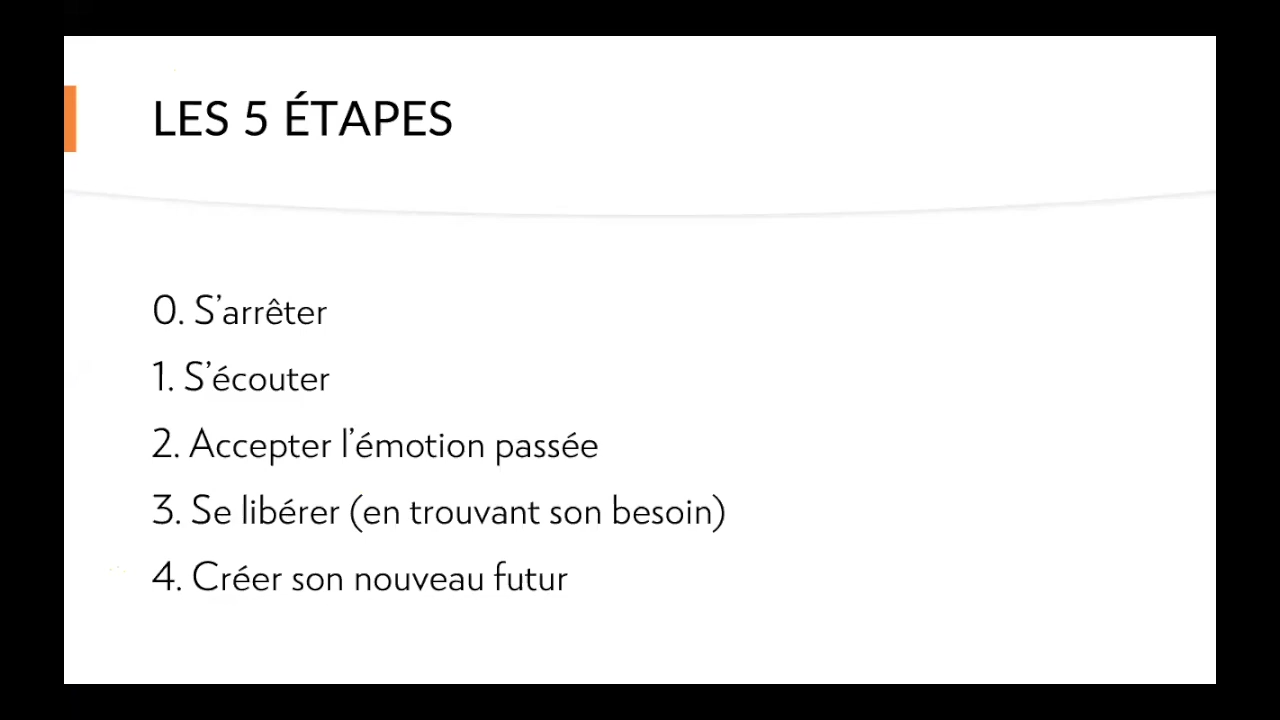 LES 5 ÉTAPES
0. S’arrêter
1. S’écouter
2. Accepter l’émotion passée
3. Se libérer (en trouvant son besoin)
4. Créer son nouveau futur